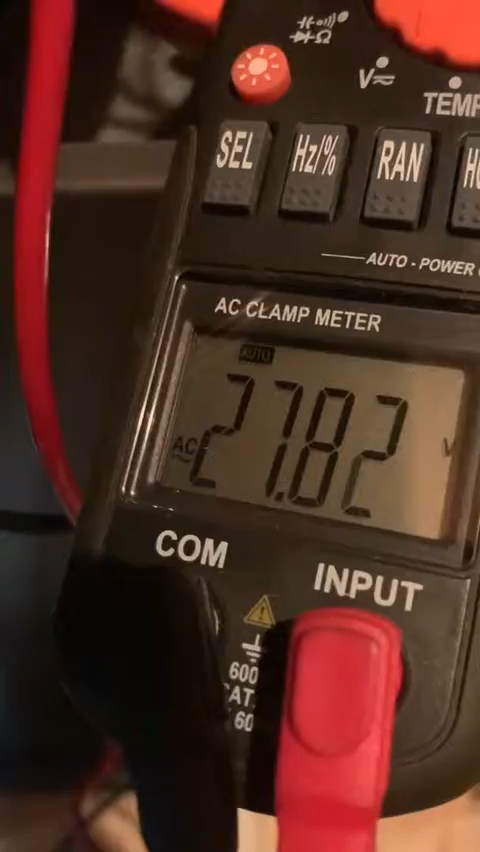 V
TEMP
SEL Hz/% RAN
AUTO - POWER
AC CLAMP METER
AUTO
AC 27.82 V
COM INPUT
600
CAT.
60